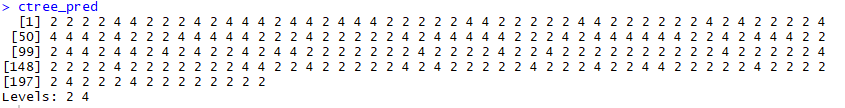 > ctree_pred
[1] 2 2 2 2 4 4 2 2 2 4 2 4 4 4 2 4 4 2 4 4 4 2 2 2 2 2 4 4 2 2 2 2 2 4 4 2 2 2 2 2 2 4 2 4 2 2 2 2 4
[50] 4 4 4 2 4 2 2 2 4 4 4 4 4 2 2 2 4 4 2 2 2 2 2 4 2 4 4 4 2 4 2 2 2 2 2 4 2 2 2 2 4 2 2 4 2 4 4 2 2
[99] 2 4 4 2 4 4 2 4 2 4 4 2 2 4 2 4 4 2 2 2 2 2 2 2 4 2 2 2 2 4 2 2 4 2 2 2 2 2 2 2 4 2 2 2 2 2 2 2 4
[148] 2 2 2 2 4 2 2 2 2 2 2 4 4 2 2 4 2 4 2 2 2 2 2 4 2 4 2 2 2 2 2 4 2 2 2 4 2 2 4 4 2 2 2 2 2 4 2 2 2
[197] 2 4 2 2 2 4 2 2 2 2 2 2 2 2
Levels: 2 4